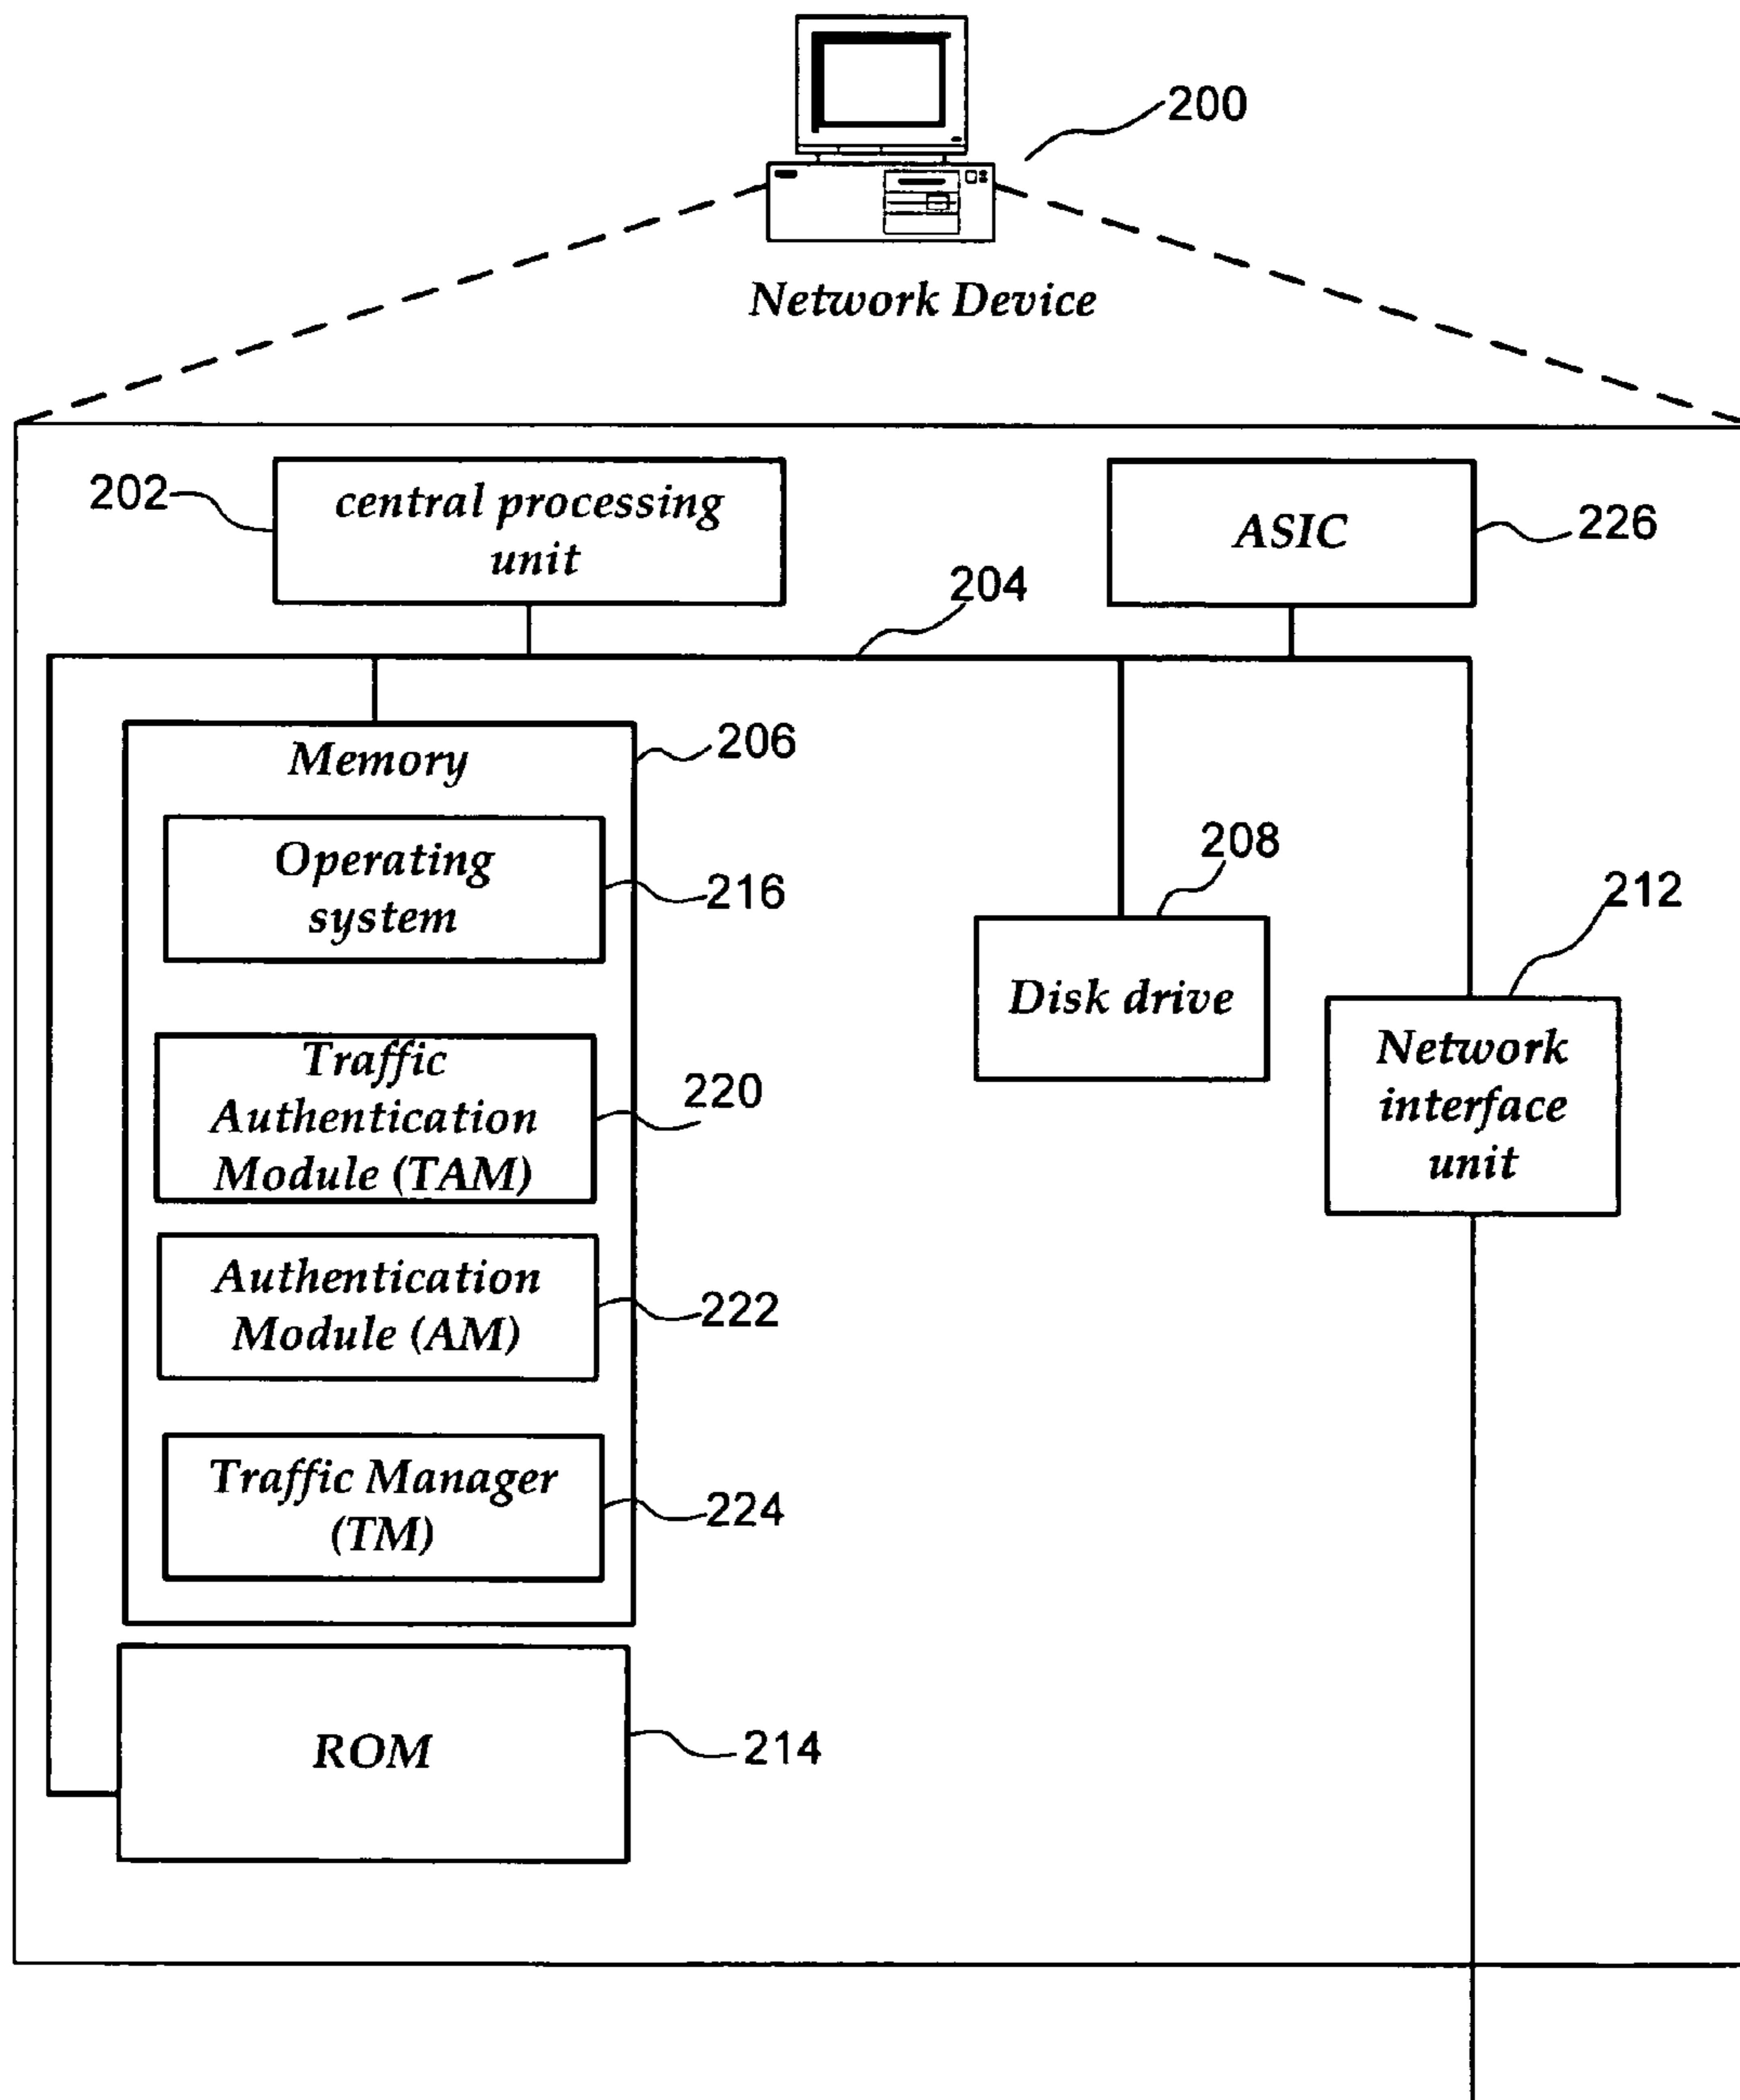 200
Network Device
202
central processing
unit
ASIC
226
204
Memory
206
Operating
system
216
208
Disk drive
212
Network
interface
unit
Traffic
Authentication
Module (TAM)
220
Authentication
Module (AM)
222
Traffic Manager
(TM)
224
ROM
214